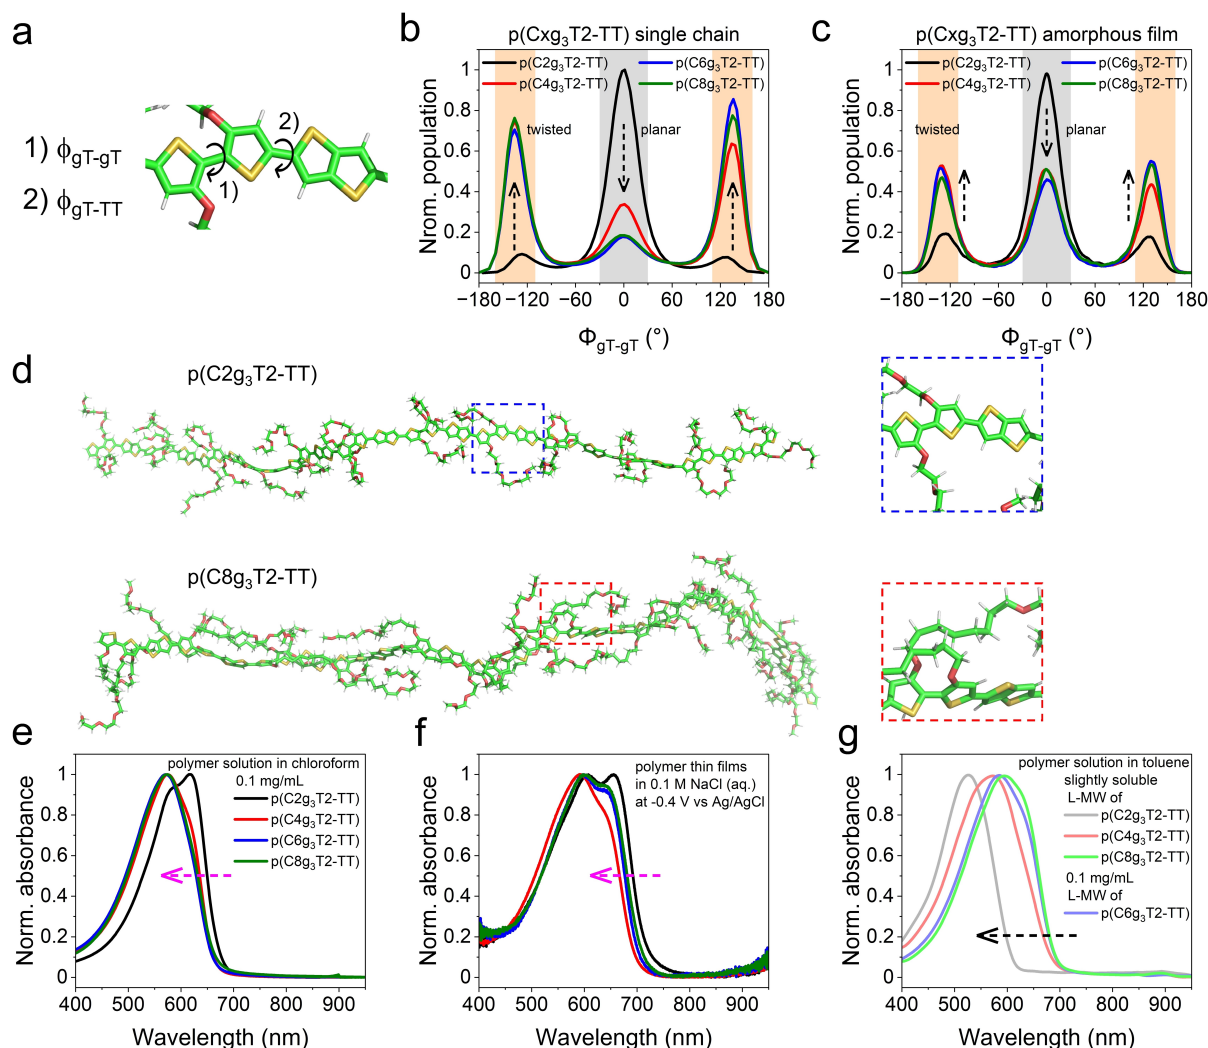 a
1) ϕgT-gT
2) ϕgT-TT
2)
1)
b
p(Cxg3T2-TT) single chain
p(C2g3T2-TT)
p(C4g3T2-TT)
p(C6g3T2-TT)
p(C8g3T2-TT)
twisted
planar
Norm. population
1
0.8
0.6
0.4
0.2
0
−180 −120 −60 0 60 120 180
ΦgT-gT (°)
c
p(Cxg3T2-TT) amorphous film
p(C2g3T2-TT)
p(C4g3T2-TT)
p(C6g3T2-TT)
p(C8g3T2-TT)
twisted
planar
Norm. population
1
0.8
0.6
0.4
0.2
0
−180 −120 −60 0 60 120 180
ΦgT-gT (°)
d
p(C2g3T2-TT)
p(C8g3T2-TT)
e
polymer solution in chloroform
0.1 mg/mL
p(C2g3T2-TT)
p(C4g3T2-TT)
p(C6g3T2-TT)
p(C8g3T2-TT)
Norm. absorbance
1
0.8
0.6
0.4
0.2
0
400 500 600 700 800 900
Wavelength (nm)
f
polymer thin films
in 0.1 M NaCl (aq.)
at -0.4 V vs Ag/AgCl
Norm. absorbance
1
0.8
0.6
0.4
0.2
0
400 500 600 700 800 900
Wavelength (nm)
g
polymer solution in toluene
slightly soluble
L-MW of
p(C2g3T2-TT)
p(C4g3T2-TT)
p(C8g3T2-TT)
0.1 mg/mL
L-MW of
p(C6g3T2-TT)
Norm. absorbance
1
0.8
0.6
0.4
0.2
0
400 500 600 700 800 900
Wavelength (nm)